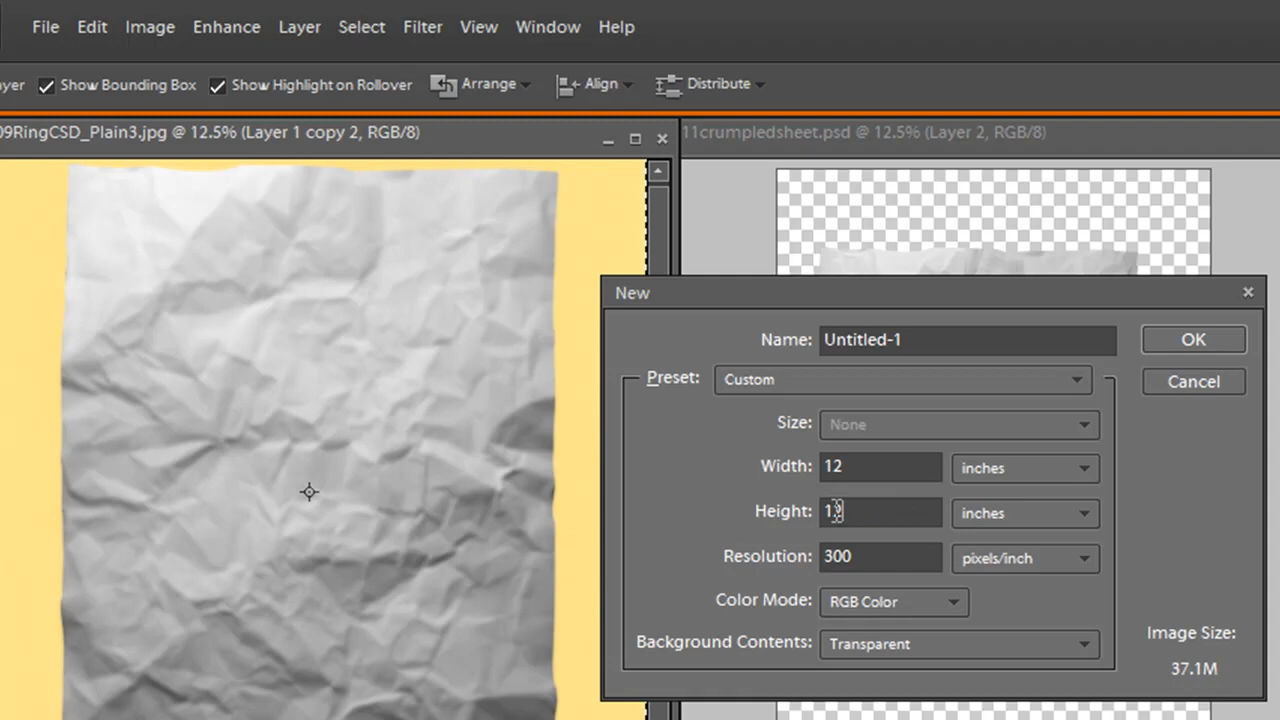 File Edit Image Enhance Layer Select Filter View Window Help
ayer Show Bounding Box Show Highlight on Rollover Arrange Align Distribute
09RingCSD_Plain3.jpg @ 12.5% (Layer 1 copy 2, RGB/8)
11crumpledsheet.psd @ 12.5% (Layer 2, RGB/8)
New
Name: Untitled-1
OK
Preset: Custom
Cancel
Size: None
Width: 12 inches
Height: inches
Resolution: 300 pixels/inch
Color Mode: RGB Color
Background Contents: Transparent
Image Size:
37.1M